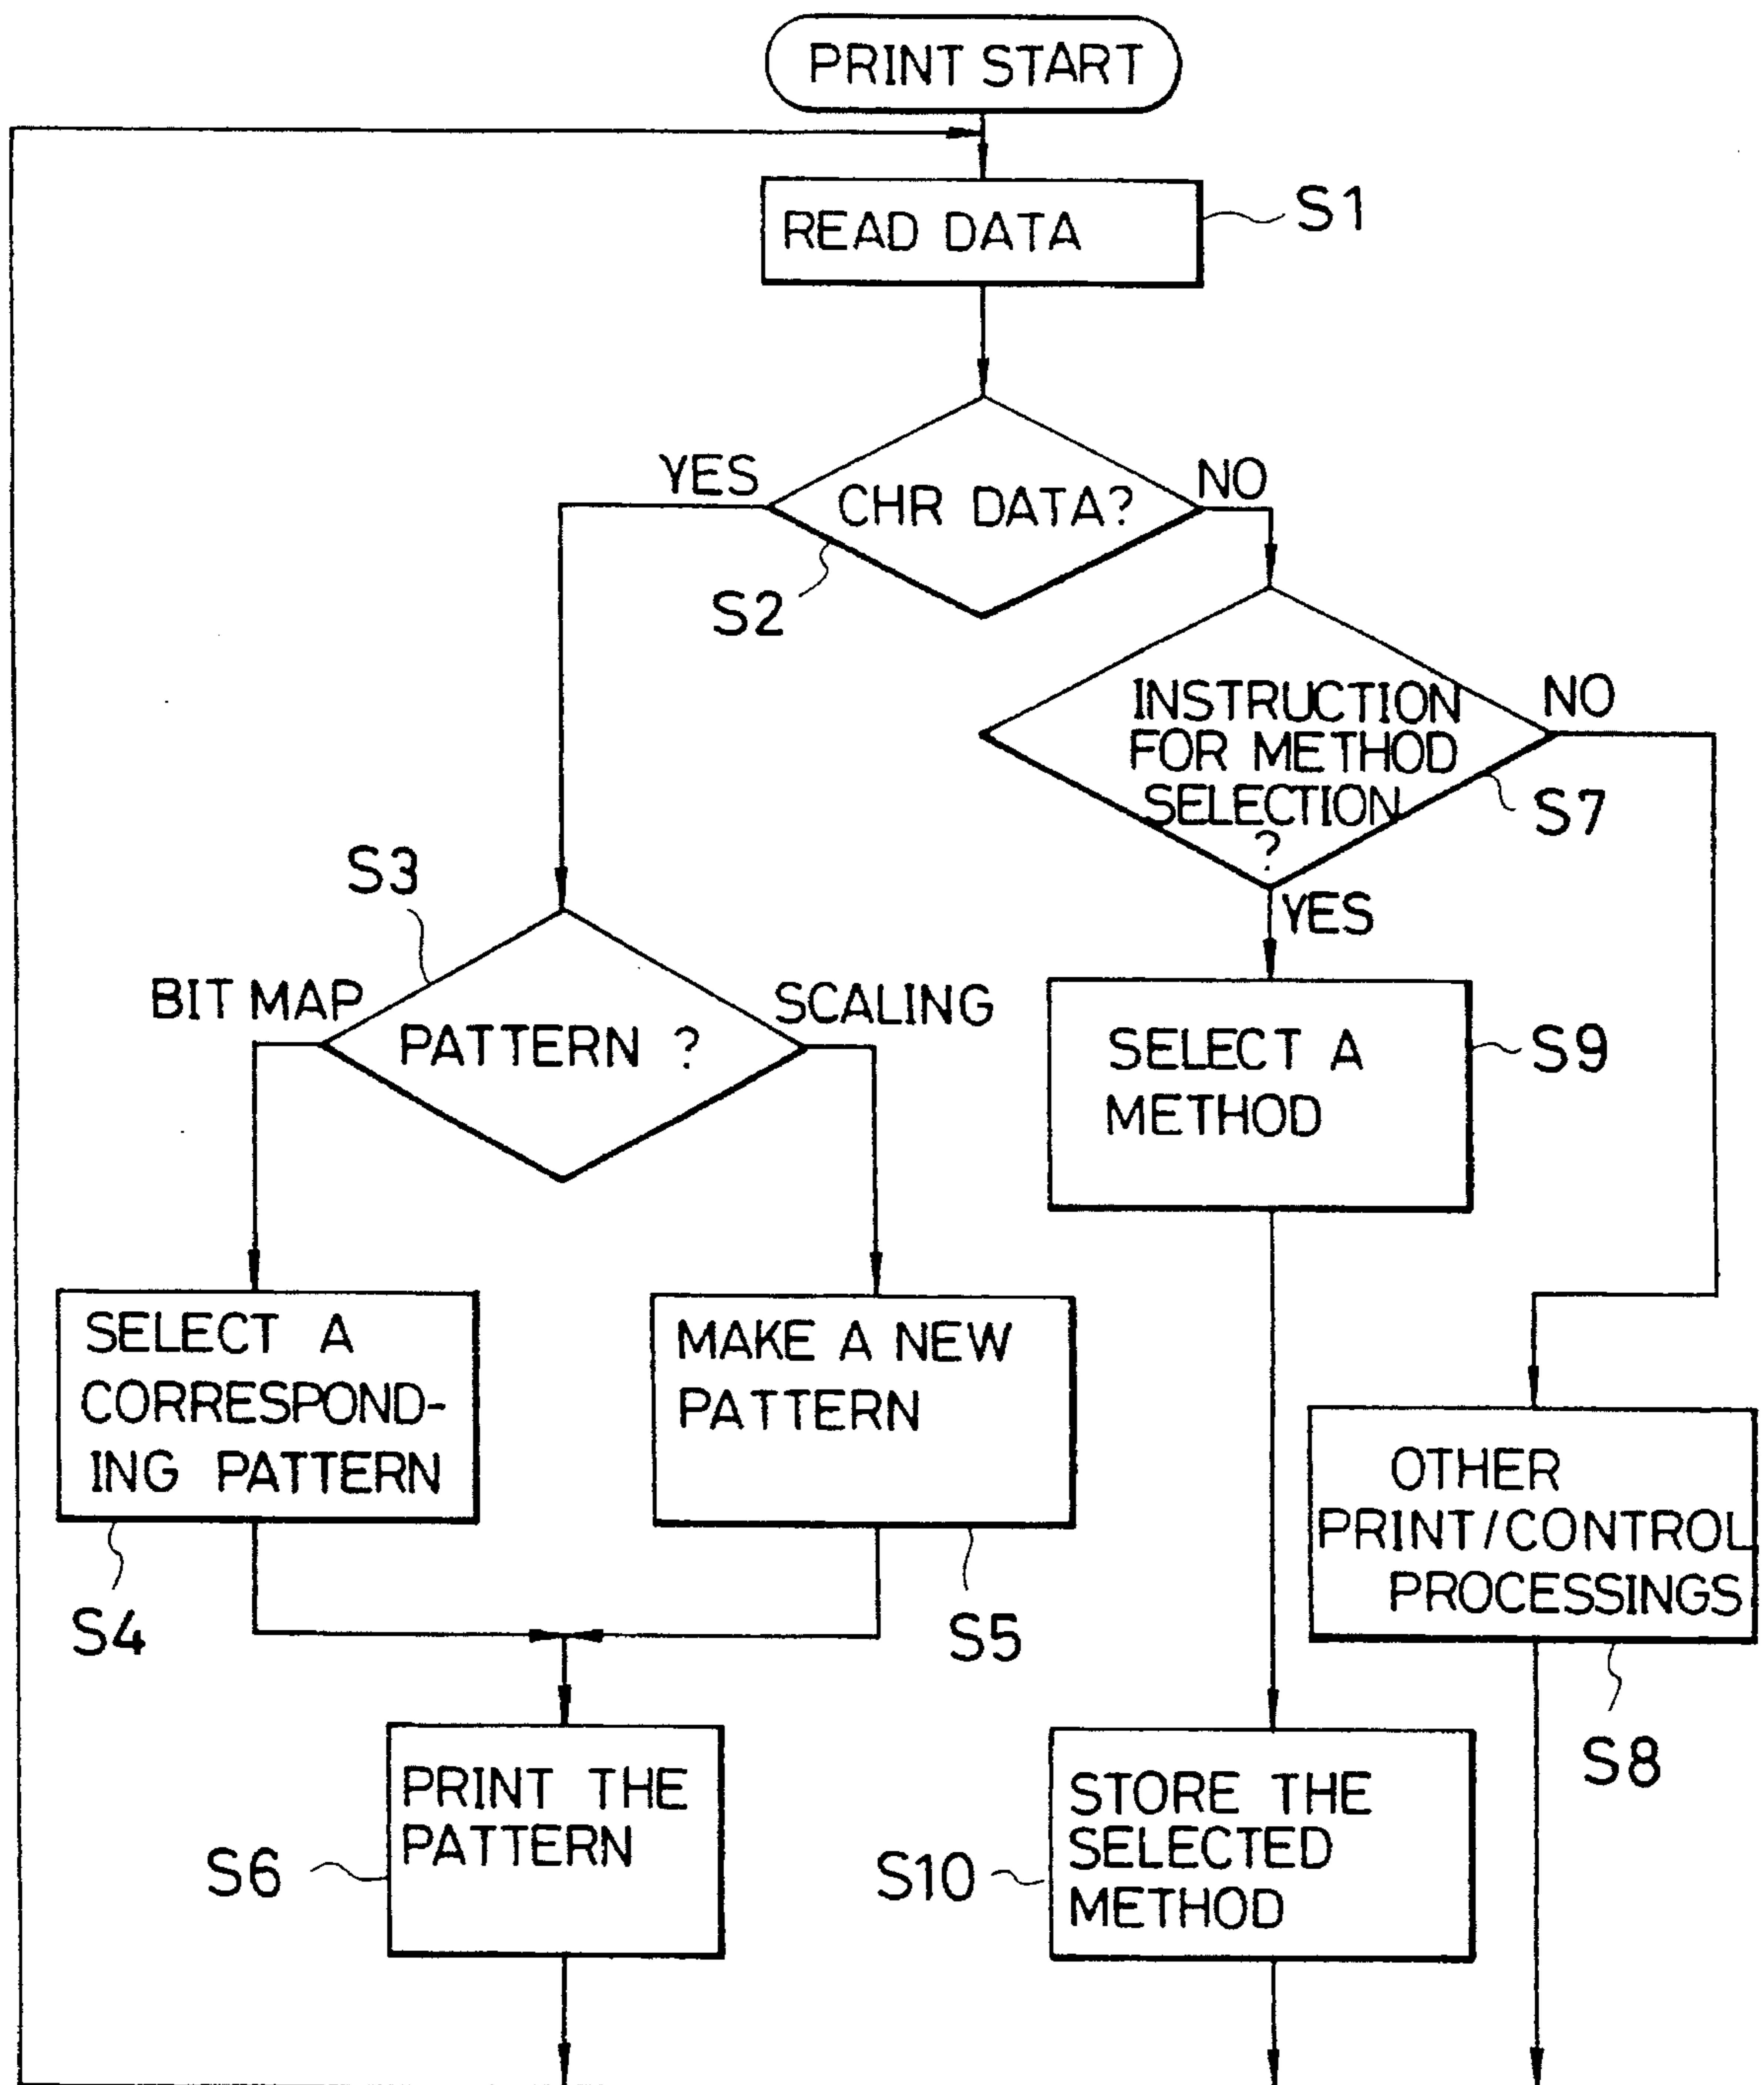 PRINT START
READ DATA
S1
YES
CHR DATA?
NO
S2
INSTRUCTION
FOR METHOD
SELECTION
?
NO
S7
YES
S3
BIT MAP
PATTERN ?
SCALING
SELECT A
METHOD
S9
SELECT A
CORRESPOND-
ING PATTERN
S4
MAKE A NEW
PATTERN
S5
OTHER
PRINT/CONTROL
PROCESSINGS
S8
PRINT THE
PATTERN
S6
STORE THE
SELECTED
METHOD
S10